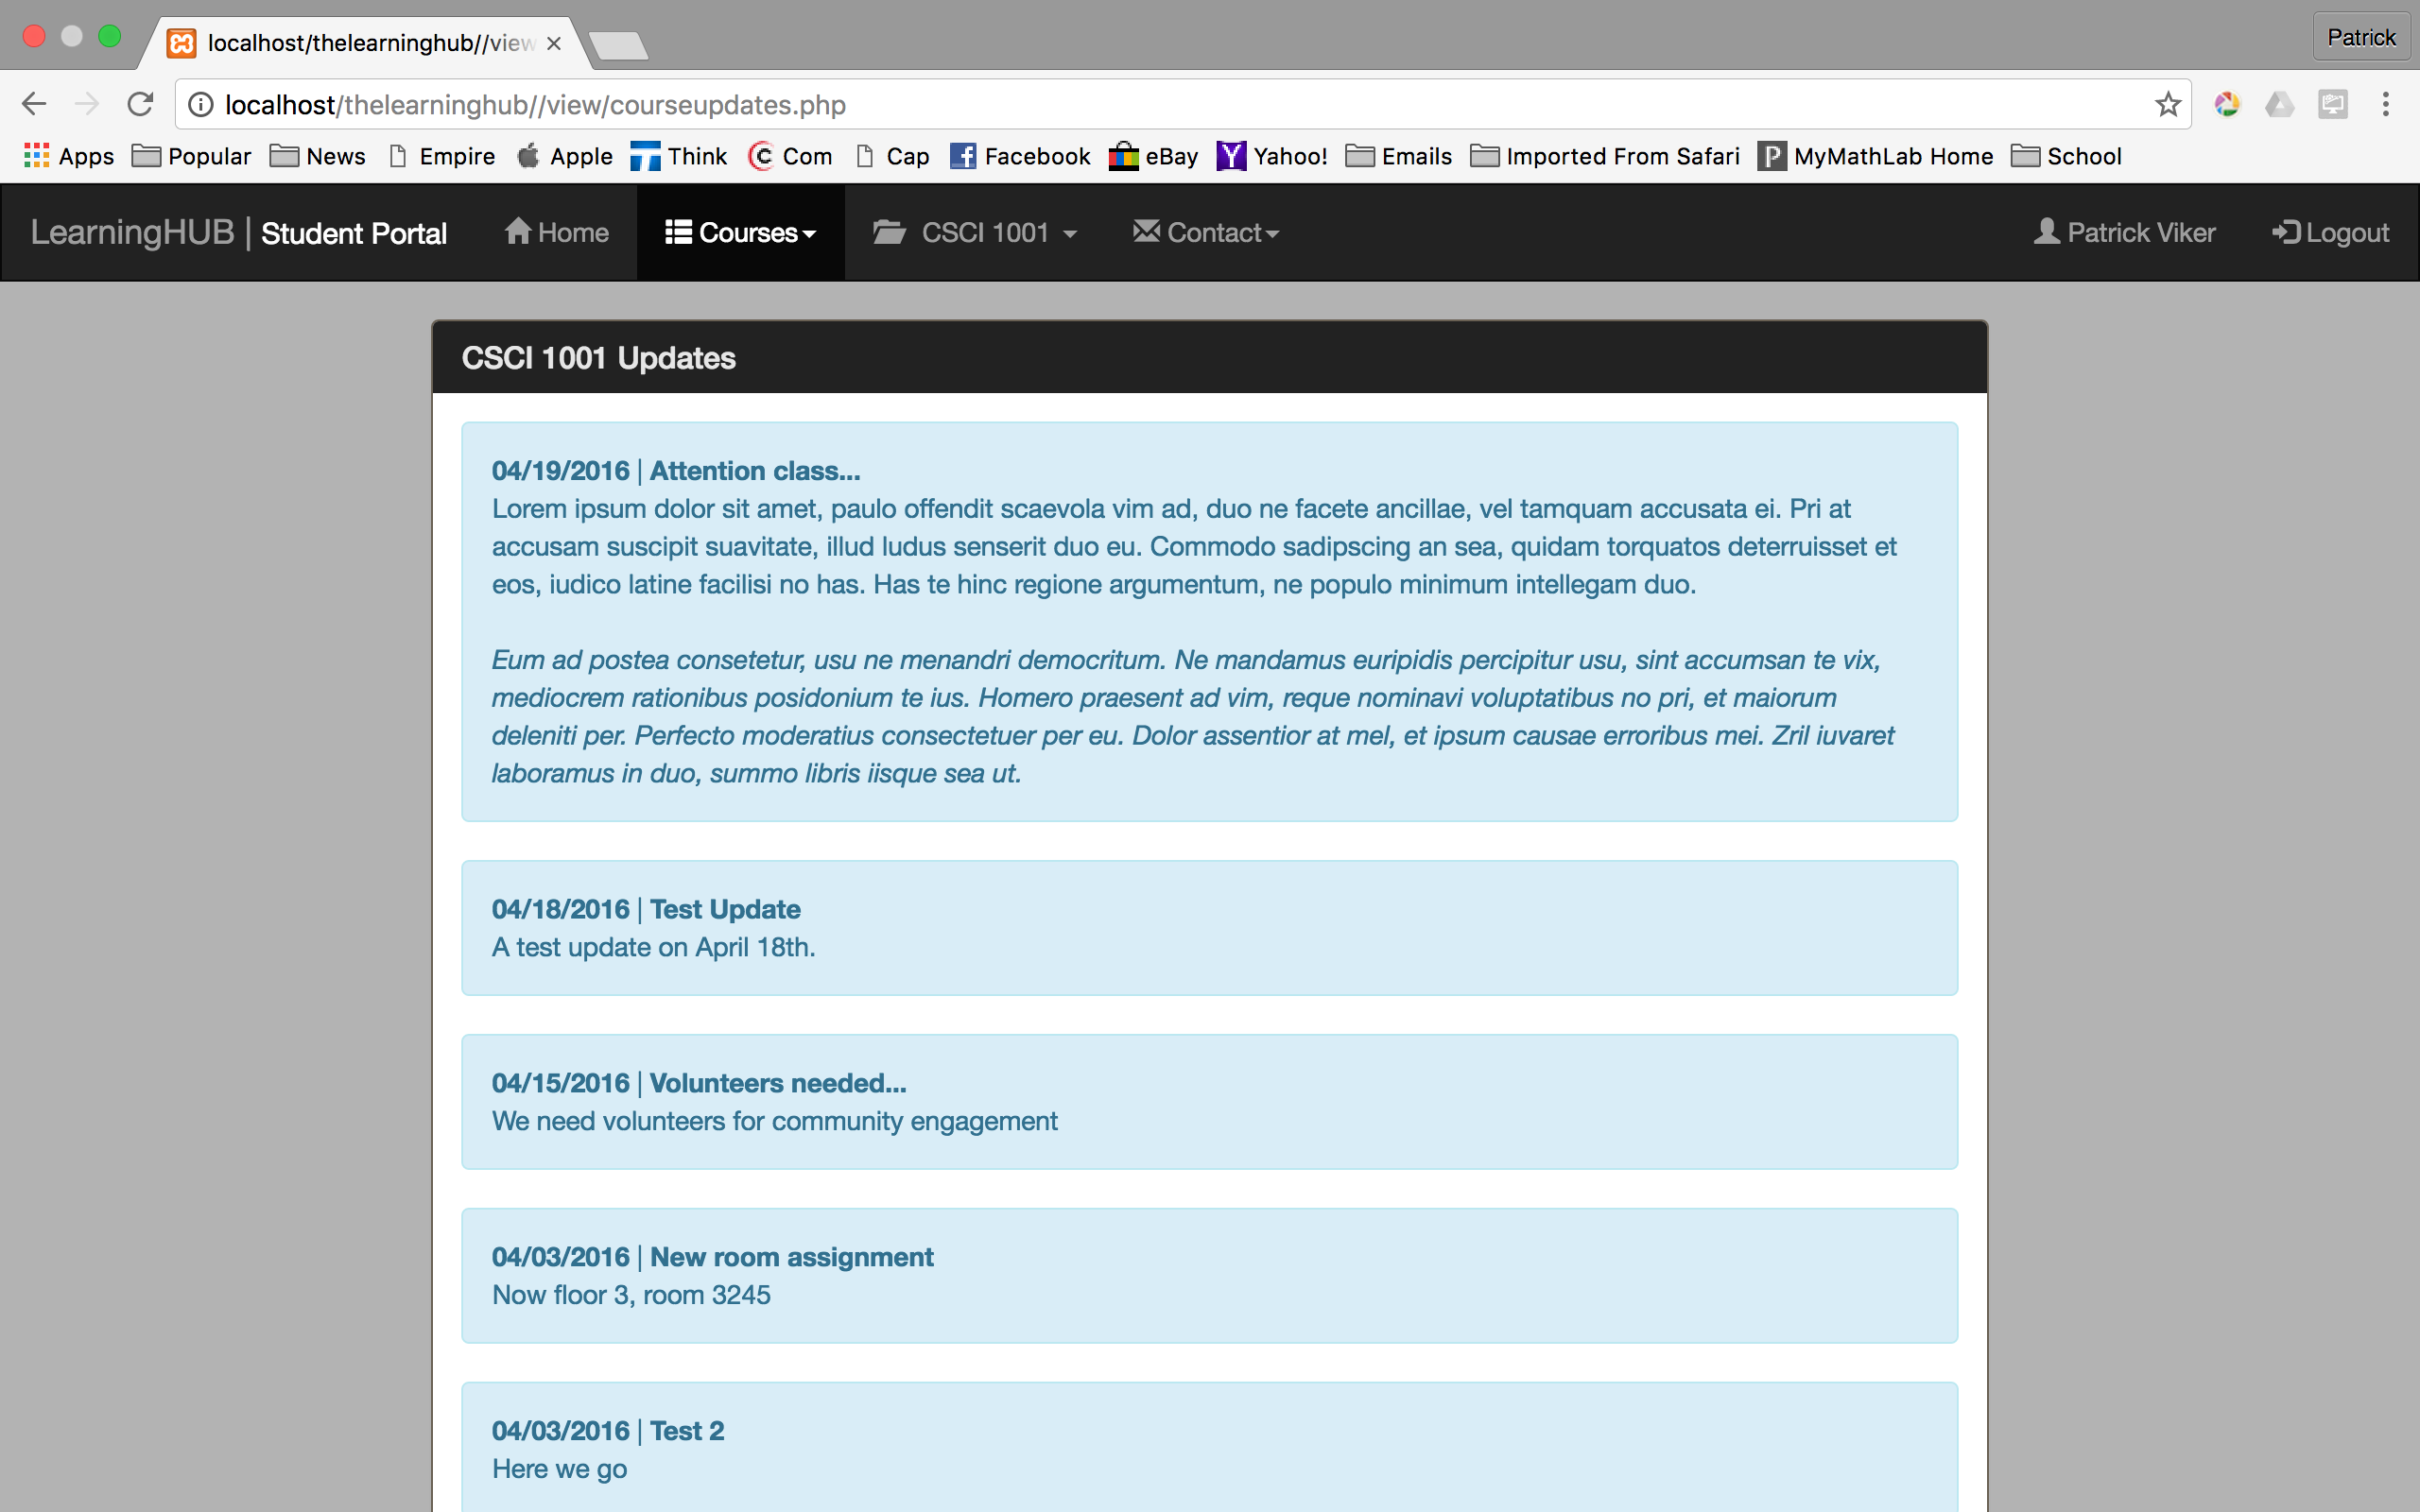 localhost/thelearninghub//view
Patrick
localhost/thelearninghub//view/courseupdates.php
Apps Popular News Empire Apple Think Com Cap Facebook eBay Yahoo! Emails Imported From Safari MyMathLab Home School
LearningHUB | Student Portal Home Courses CSCI 1001 Contact Patrick Viker Logout
CSCI 1001 Updates
04/19/2016 | Attention class...
Lorem ipsum dolor sit amet, paulo offendit scaevola vim ad, duo ne facete ancillae, vel tamquam accusata ei. Pri at
accusam suscipit suavitate, illud ludus senserit duo eu. Commodo sadipscing an sea, quidam torquatos deterruisset et
eos, iudico latine facilisi no has. Has te hinc regione argumentum, ne populo minimum intellegam duo.
Eum ad postea consetetur, usu ne menandri democritum. Ne mandamus euripidis percipitur usu, sint accumsan te vix,
mediocrem rationibus posidonium te ius. Homero praesent ad vim, reque nominavi voluptatibus no pri, et maiorum
deleniti per. Perfecto moderatius consectetuer per eu. Dolor assentior at mel, et ipsum causae erroribus mei. Zril iuvaret
laboramus in duo, summo libris iisque sea ut.
04/18/2016 | Test Update
A test update on April 18th.
04/15/2016 | Volunteers needed...
We need volunteers for community engagement
04/03/2016 | New room assignment
Now floor 3, room 3245
04/03/2016 | Test 2
Here we go